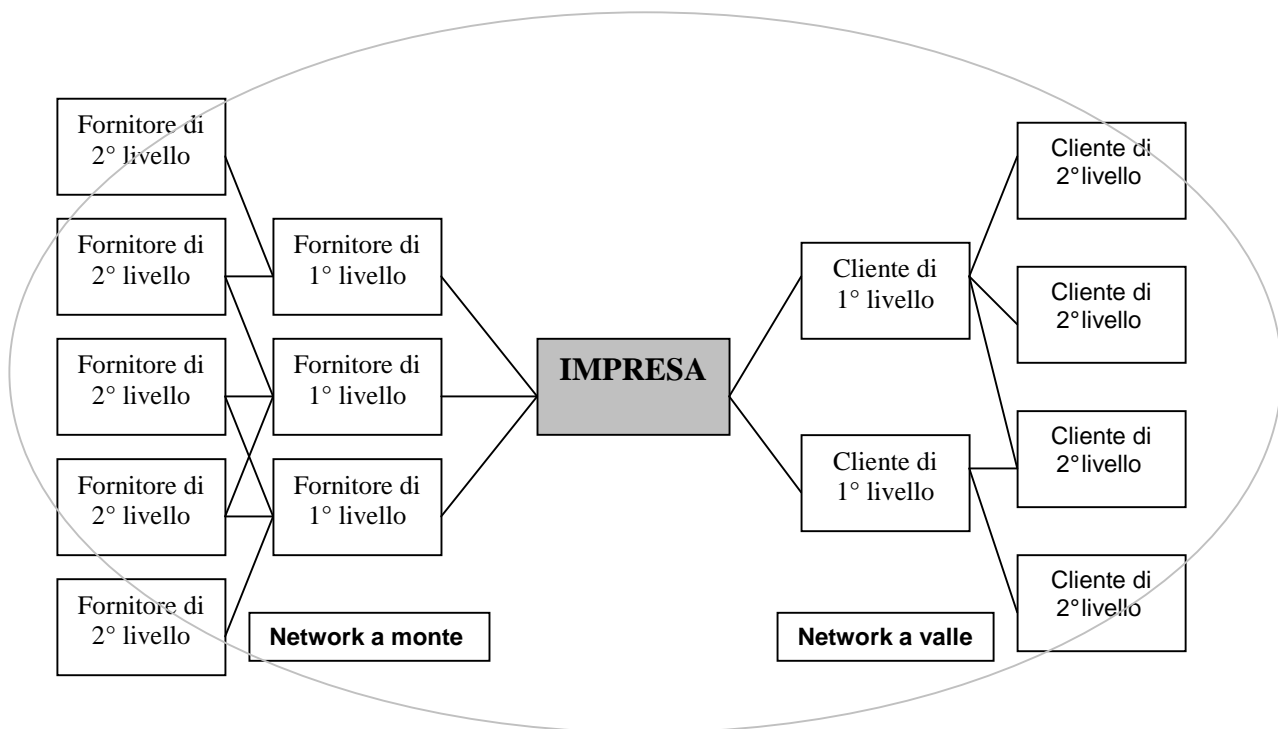 Fornitore di
2° livello
Fornitore di
2° livello
Fornitore di
2° livello
Fornitore di
2° livello
Fornitore di
2° livello
Fornitore di
1° livello
Fornitore di
1° livello
Fornitore di
1° livello
Network a monte
IMPRESA
Cliente di
1° livello
Cliente di
1° livello
Network a valle
Cliente di
2°livello
Cliente di
2°livello
Cliente di
2°livello
Cliente di
2°livello